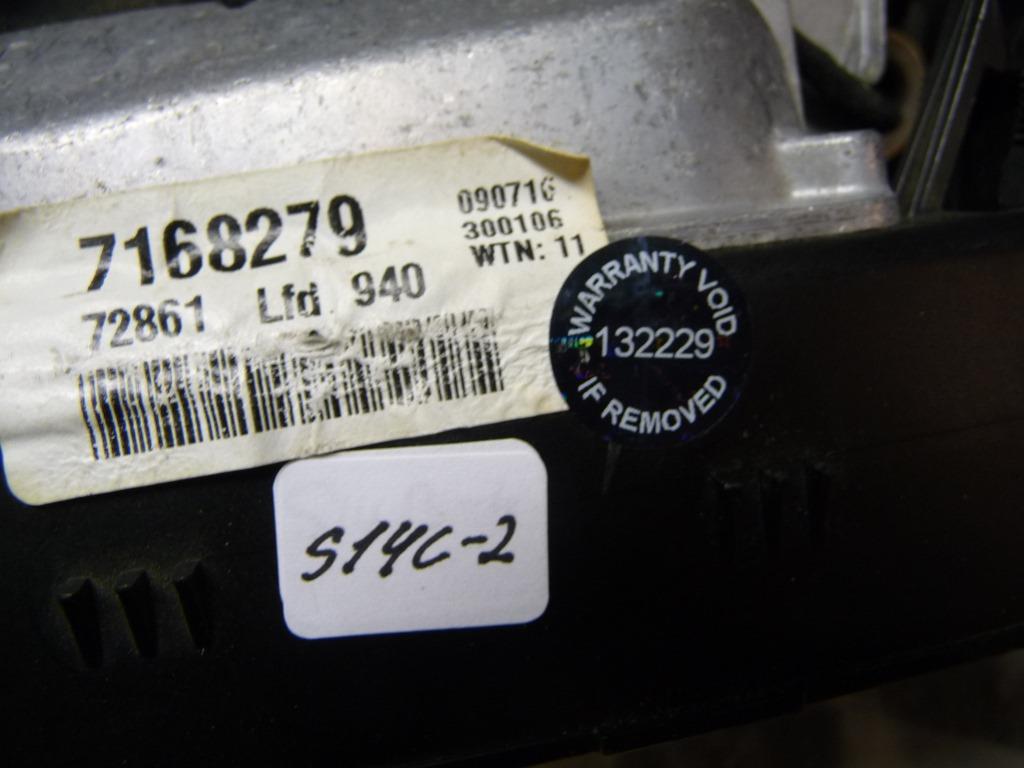 7168279
090716
300106
WTN: 11
72861 Lfd 940
WARRANTY VOID
132229
IF REMOVED
S14C-2